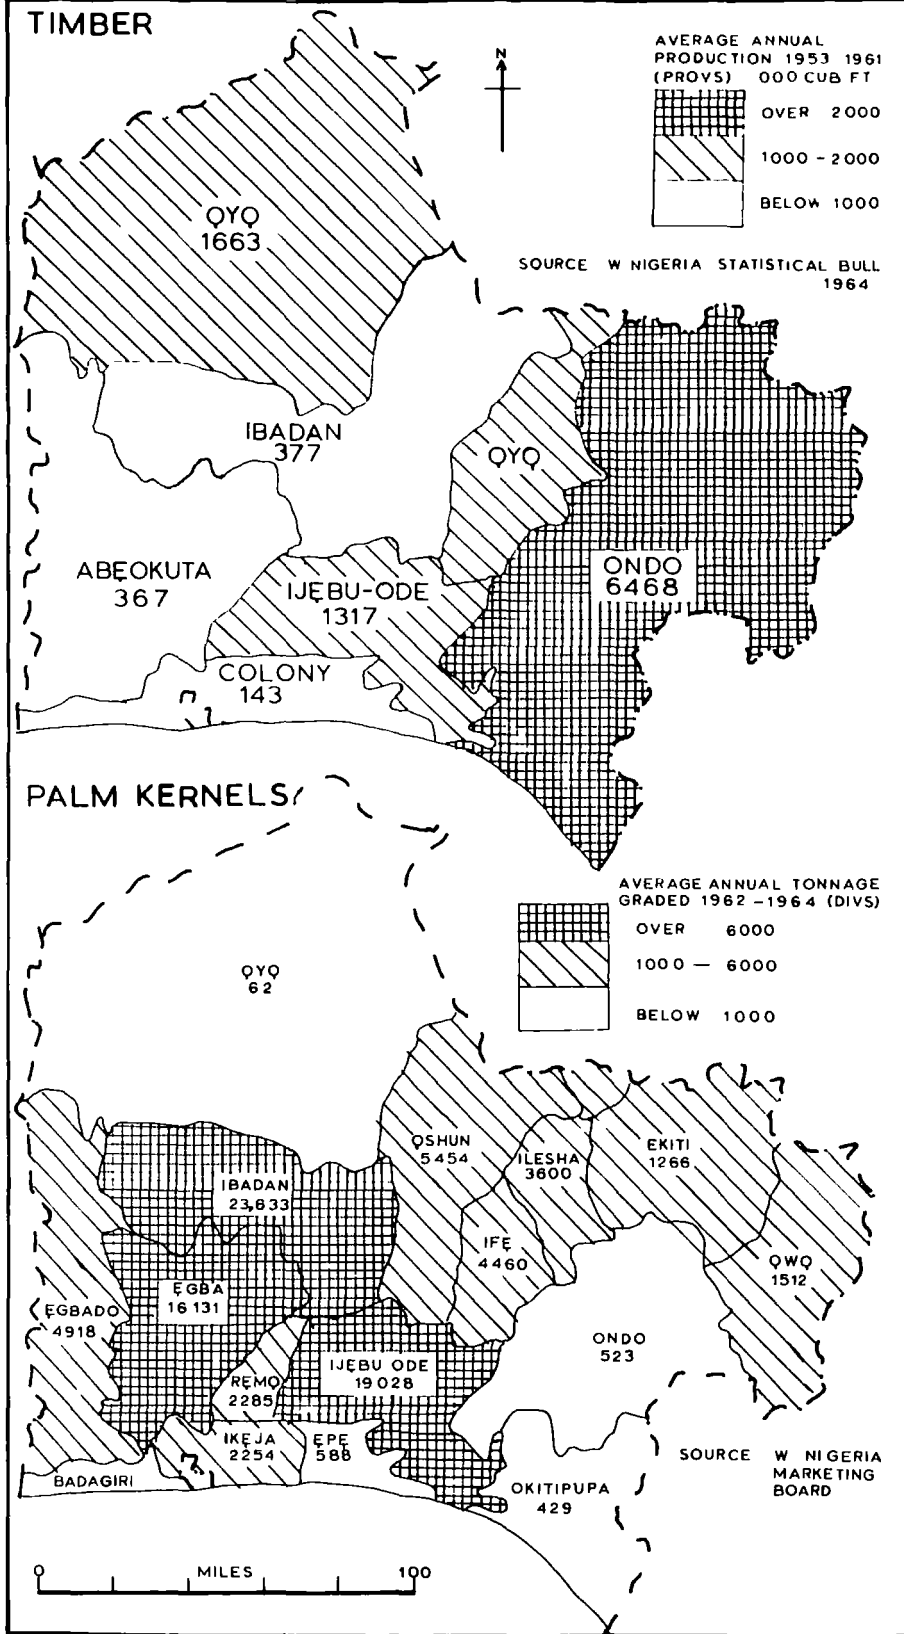 TIMBER
N
AVERAGE ANNUAL
PRODUCTION 1953 1961
(PROVS) 000 CUB FT
OVER 2000
1000 - 2000
BELOW 1000
SOURCE W NIGERIA STATISTICAL BULL
1964
ỌYỌ
1663
IBADAN
377
ỌYỌ
ABẸOKUTA
367
IJẸBU-ODE
1317
ONDO
6468
COLONY
143
PALM KERNELS
AVERAGE ANNUAL TONNAGE
GRADED 1962 - 1964 (DIVS)
OVER 6000
1000 - 6000
BELOW 1000
ỌYỌ
62
ỌSHUN
5454
ILESHA
3600
EKITI
1266
IBADAN
23,833
IFẸ
4460
ỌWỌ
1512
ẸGBA
16131
ẸGBADO
4918
ONDO
523
IJẸBU ODE
19028
RẸMỌ
2285
IKẸJA
2254
ẸPẸ
588
BADAGIRI
OKITIPUPA
429
SOURCE W NIGERIA
MARKETING
BOARD
0 MILES 100